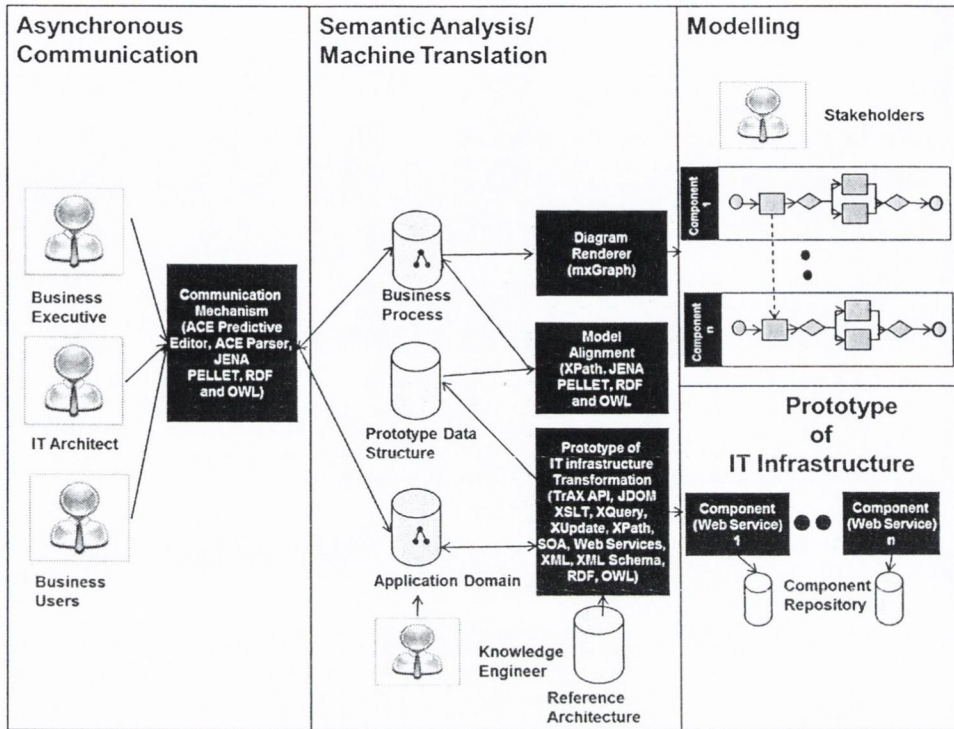 Asynchronous
Communication
Business
Executive
IT Architect
Business
Users
Communication
Mechanism
(ACE Predictive
Editor, ACE Parser,
JENA
PELLET, RDF
and OWL)
Semantic Analysis/
Machine Translation
Business
Process
Prototype Data
Structure
Application Domain
Knowledge
Engineer
Diagram
Renderer
(mxGraph)
Model
Alignment
(XPath, JENA
PELLET, RDF
and OWL
Prototype of
IT infrastructure
Transformation
(TrAX API, JDOM
XSLT, XQuery,
XUpdate, XPath,
SOA, Web Services,
XML, XML Schema,
RDF, OWL)
Reference
Architecture
Modelling
Stakeholders
Component
1
Component
n
Prototype
of
IT Infrastructure
Component
(Web Service)
1
Component
(Web Service)
n
Component
Repository